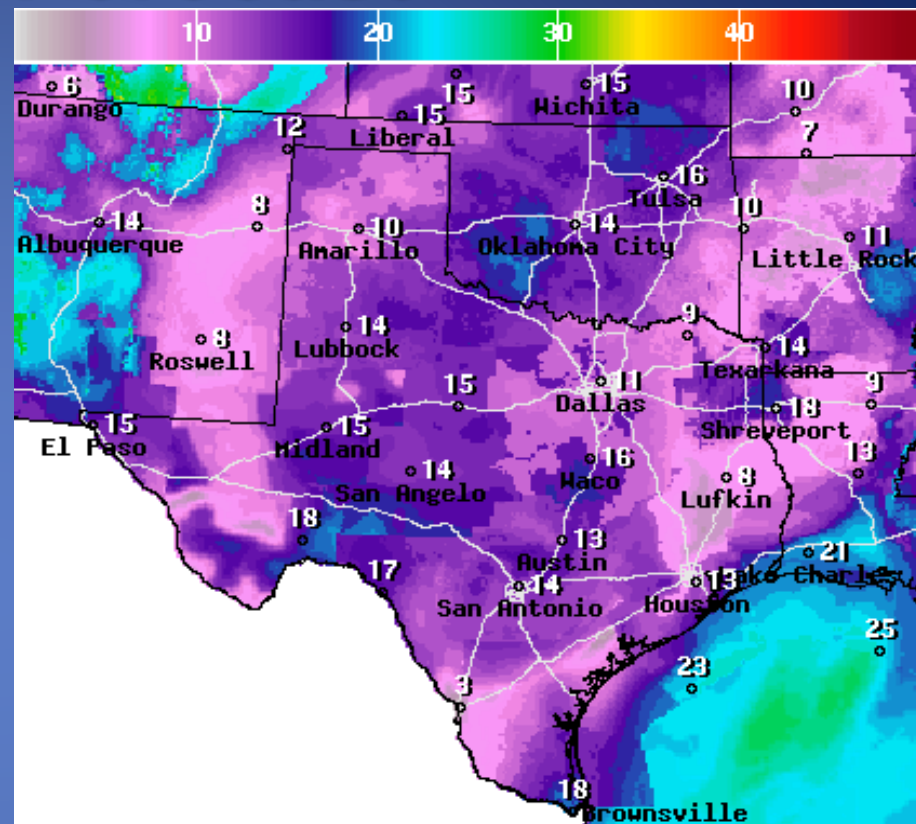 10 20 30 40
6
Durango
15
15
Wichita
15
Liberal
10
12
7
16
Tulsa
14
Albuquerque
8
10
Amarillo
14
Oklahoma City
10
11
Little Rock
8
Roswell
14
Lubbock
9
14
Texarkana
15
11
Dallas
18
Shreveport
9
15
El Paso
15
Midland
14
San Angelo
16
Waco
8
Lufkin
13
18
13
Austin
21
Lake Charles
17
14
San Antonio
13
Houston
3
23
25
18
Brownsville